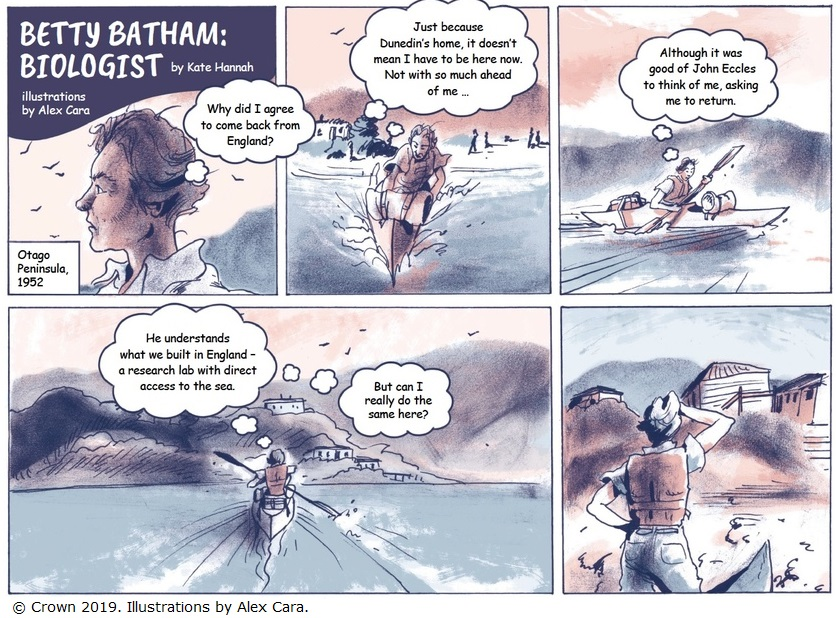 BETTY BATHAM:
BIOLOGIST by Kate Hannah
illustrations
by Alex Cara
Why did I agree
to come back from
England?
Otago
Peninsula,
1952
Just because
Dunedin’s home, it doesn’t
mean I have to be here now.
Not with so much ahead
of me …
Although it was
good of John Eccles
to think of me, asking
me to return.
He understands
what we built in England –
a research lab with direct
access to the sea.
But can I
really do the
same here?
© Crown 2019. Illustrations by Alex Cara.